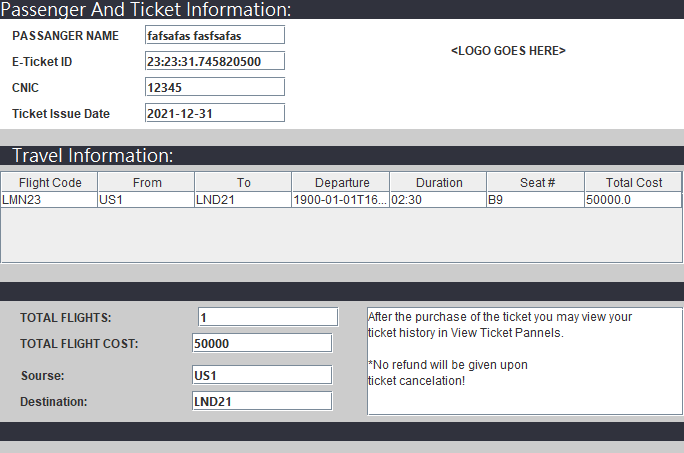 Passenger And Ticket Information:
PASSANGER NAME fafsafas fasfsafas
<LOGO GOES HERE>
E-Ticket ID 23:23:31.745820500
CNIC 12345
Ticket Issue Date 2021-12-31
Travel Information:
Flight Code From To Departure Duration Seat # Total Cost
LMN23 US1 LND21 1900-01-01T16... 02:30 B9 50000.0
TOTAL FLIGHTS: 1
TOTAL FLIGHT COST: 50000
Sourse: US1
Destination: LND21
After the purchase of the ticket you may view your
ticket history in View Ticket Pannels.
*No refund will be given upon
ticket cancelation!